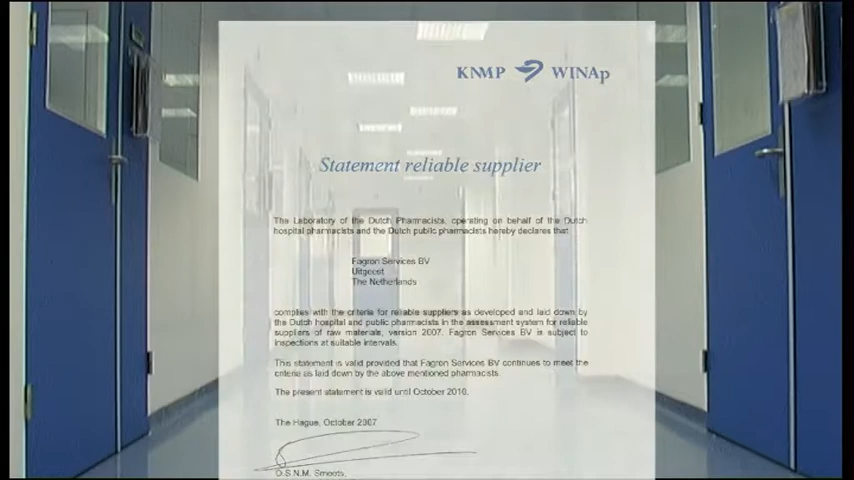 KNMP WINAp
Statement reliable supplier
The Laboratory of the Dutch Pharmacists, operating on behalf of the Dutch
hospital pharmacists and the Dutch public pharmacists hereby declares that
Fagron Services BV
Uitgeest
The Netherlands
complies with the criteria for reliable suppliers as developed and laid down by
the Dutch hospital and public pharmacists in the assessment system for reliable
suppliers of raw materials, version 2007. Fagron Services BV is subject to
inspections at suitable intervals.
This statement is valid provided that Fagron Services BV continues to meet the
criteria as laid down by the above mentioned pharmacists.
The present statement is valid until October 2010.
The Hague, October 2007
D.S.N.M. Smeets,